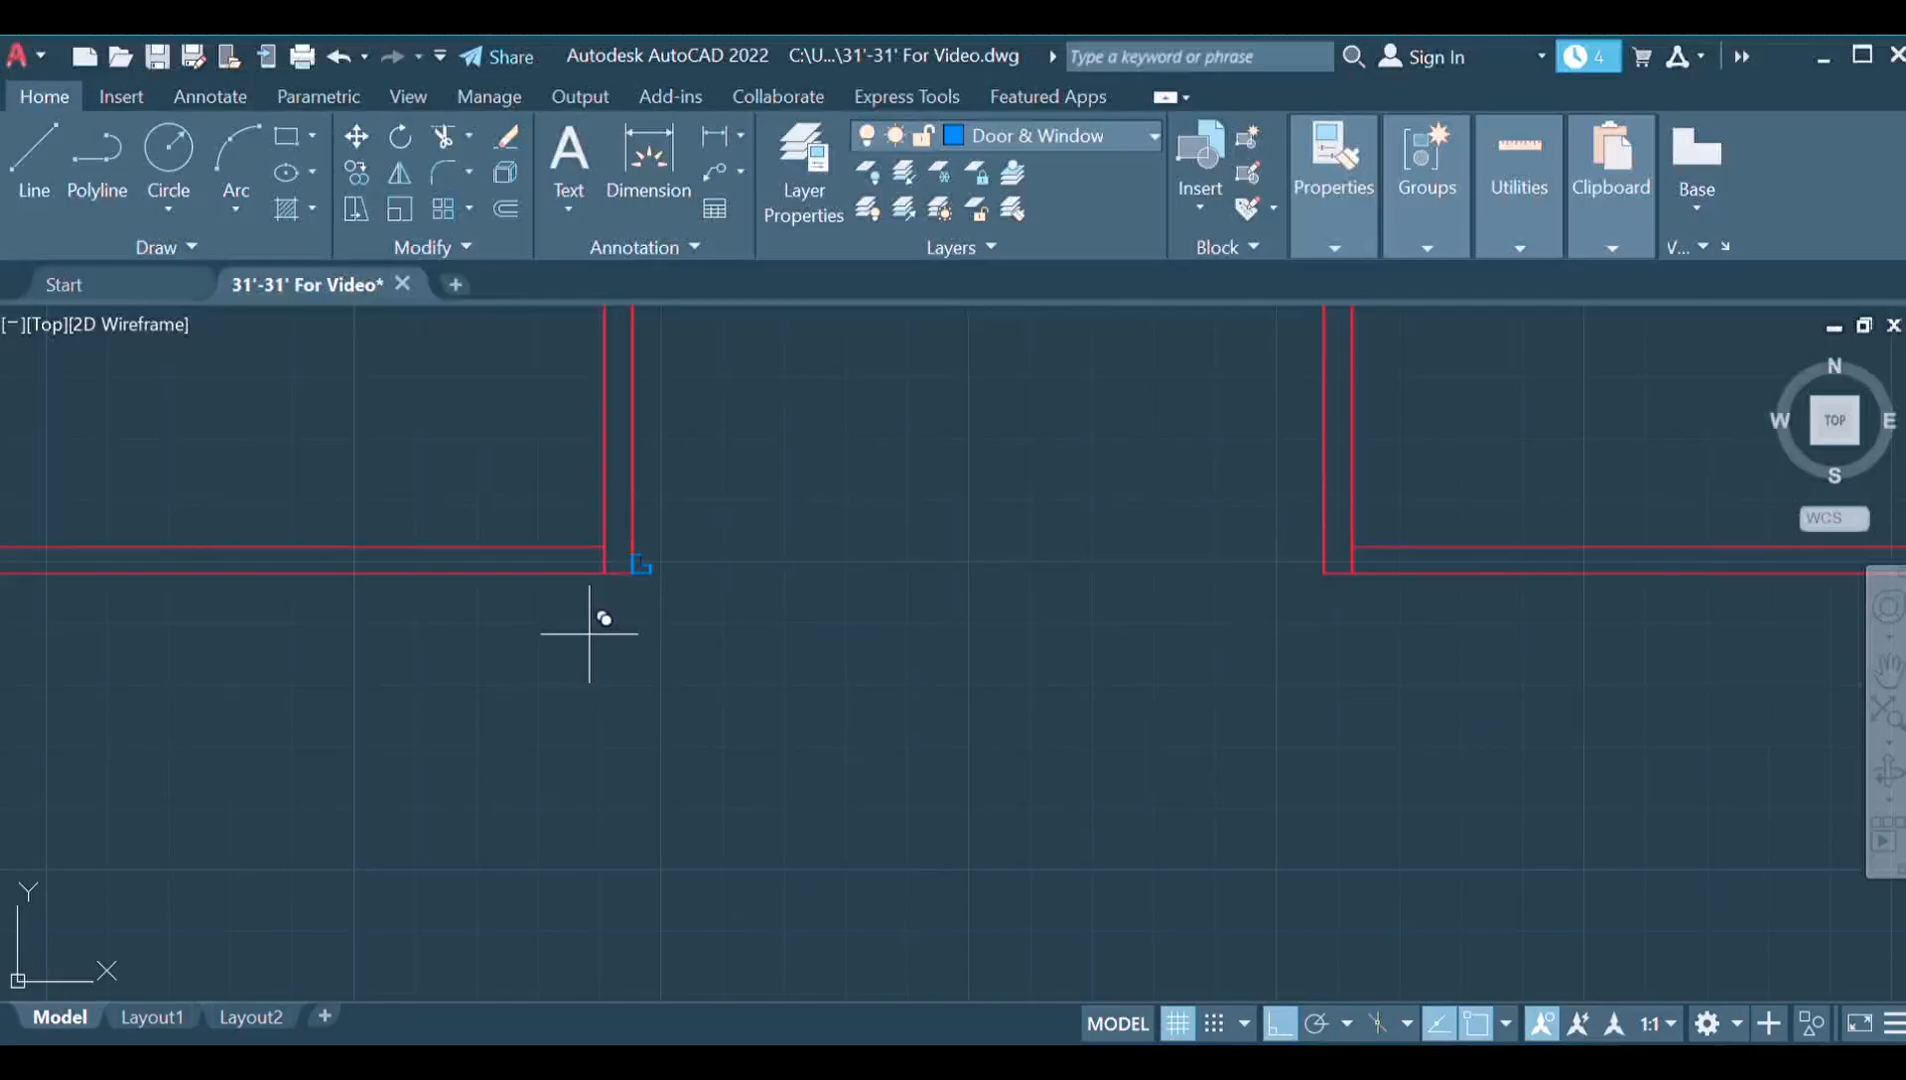 Share
Autodesk AutoCAD 2022
C:\U...\31'-31' For Video.dwg
Type a keyword or phrase
Sign In
4
Home
Insert
Annotate
Parametric
View
Manage
Output
Add-ins
Collaborate
Express Tools
Featured Apps
Door & Window
Line
Polyline
Circle
Arc
Text
Dimension
Layer
Properties
Insert
Properties
Groups
Utilities
Clipboard
Base
Draw
Modify
Annotation
Layers
Block
V...
Start
31'-31' For Video*
[−][Top][2D Wireframe]
N
W
TOP
E
S
WCS
Y
X
Model
Layout1
Layout2
MODEL
1:1